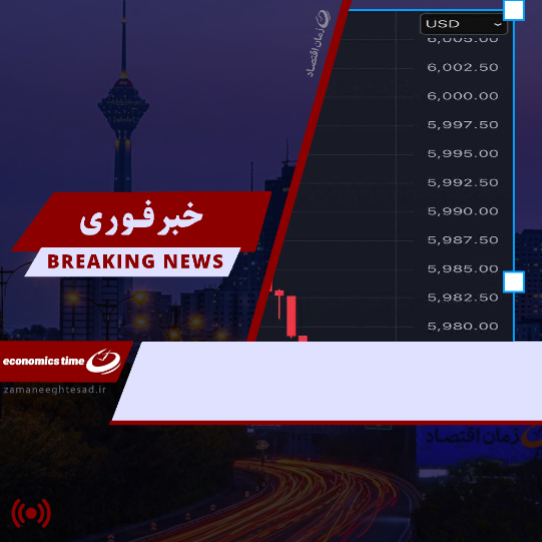 زمان اقتصاد
USD
6,005.00
6,002.50
6,000.00
5,997.50
5,995.00
5,992.50
5,990.00
5,987.50
5,985.00
5,982.50
5,980.00
خبرفوری
BREAKING NEWS
economics time
zamaneeghtesad.ir
زمان اقتصاد